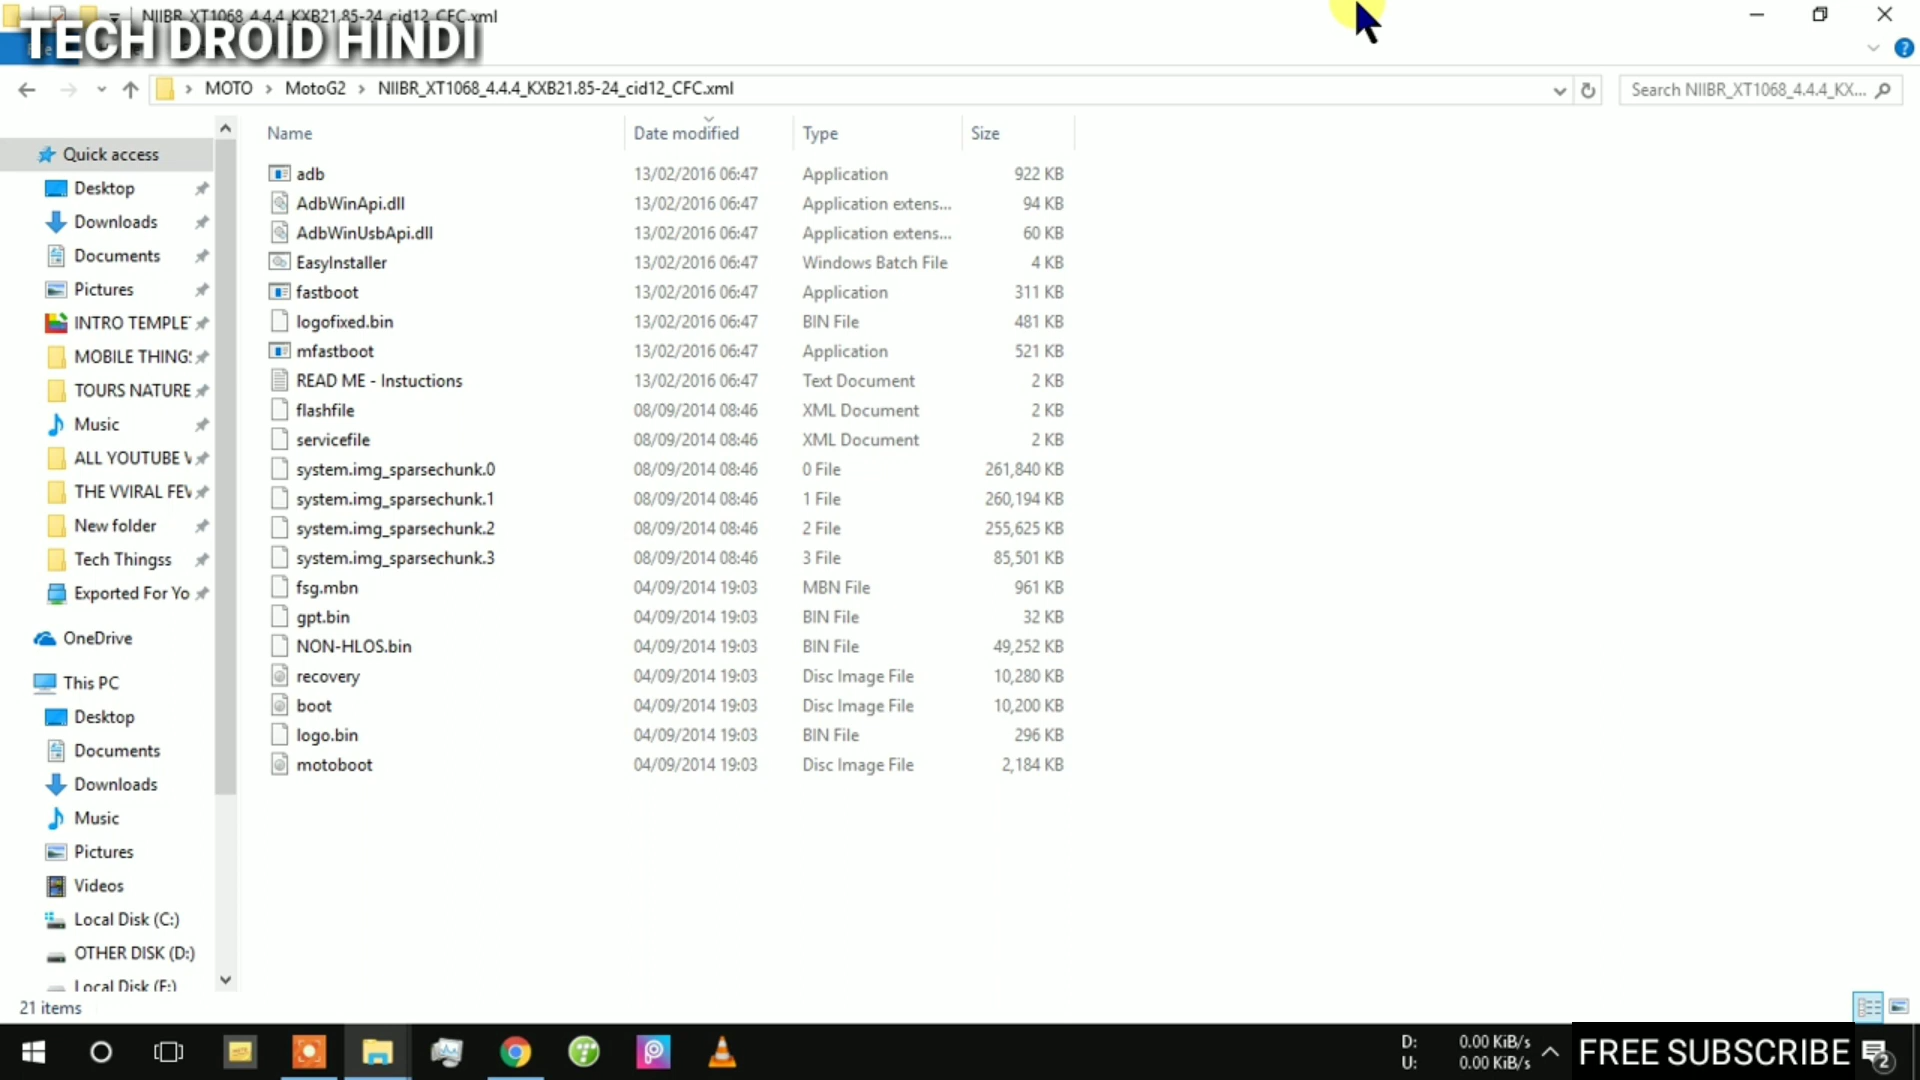 NIIBR_XT1068_4.4.4_KXB21.85-24_cid12_CFC.xml
TECH DROID HINDI
MOTO > MotoG2 > NIIBR_XT1068_4.4.4_KXB21.85-24_cid12_CFC.xml
Search NIIBR_XT1068_4.4.4_KX...
Name Date modified Type Size
Quick access
Desktop
Downloads
Documents
Pictures
INTRO TEMPLET
MOBILE THINGS
TOURS NATURE
Music
ALL YOUTUBE V
THE VVIRAL FEV
New folder
Tech Thingss
Exported For Yo
OneDrive
This PC
Desktop
Documents
Downloads
Music
Pictures
Videos
Local Disk (C:)
OTHER DISK (D:)
Local Disk (F:)
adb 13/02/2016 06:47 Application 922 KB
AdbWinApi.dll 13/02/2016 06:47 Application extens... 94 KB
AdbWinUsbApi.dll 13/02/2016 06:47 Application extens... 60 KB
EasyInstaller 13/02/2016 06:47 Windows Batch File 4 KB
fastboot 13/02/2016 06:47 Application 311 KB
logofixed.bin 13/02/2016 06:47 BIN File 481 KB
mfastboot 13/02/2016 06:47 Application 521 KB
READ ME - Instuctions 13/02/2016 06:47 Text Document 2 KB
flashfile 08/09/2014 08:46 XML Document 2 KB
servicefile 08/09/2014 08:46 XML Document 2 KB
system.img_sparsechunk.0 08/09/2014 08:46 0 File 261,840 KB
system.img_sparsechunk.1 08/09/2014 08:46 1 File 260,194 KB
system.img_sparsechunk.2 08/09/2014 08:46 2 File 255,625 KB
system.img_sparsechunk.3 08/09/2014 08:46 3 File 85,501 KB
fsg.mbn 04/09/2014 19:03 MBN File 961 KB
gpt.bin 04/09/2014 19:03 BIN File 32 KB
NON-HLOS.bin 04/09/2014 19:03 BIN File 49,252 KB
recovery 04/09/2014 19:03 Disc Image File 10,280 KB
boot 04/09/2014 19:03 Disc Image File 10,200 KB
logo.bin 04/09/2014 19:03 BIN File 296 KB
motoboot 04/09/2014 19:03 Disc Image File 2,184 KB
21 items
D: 0.00 KiB/s
U: 0.00 KiB/s
FREE SUBSCRIBE
2